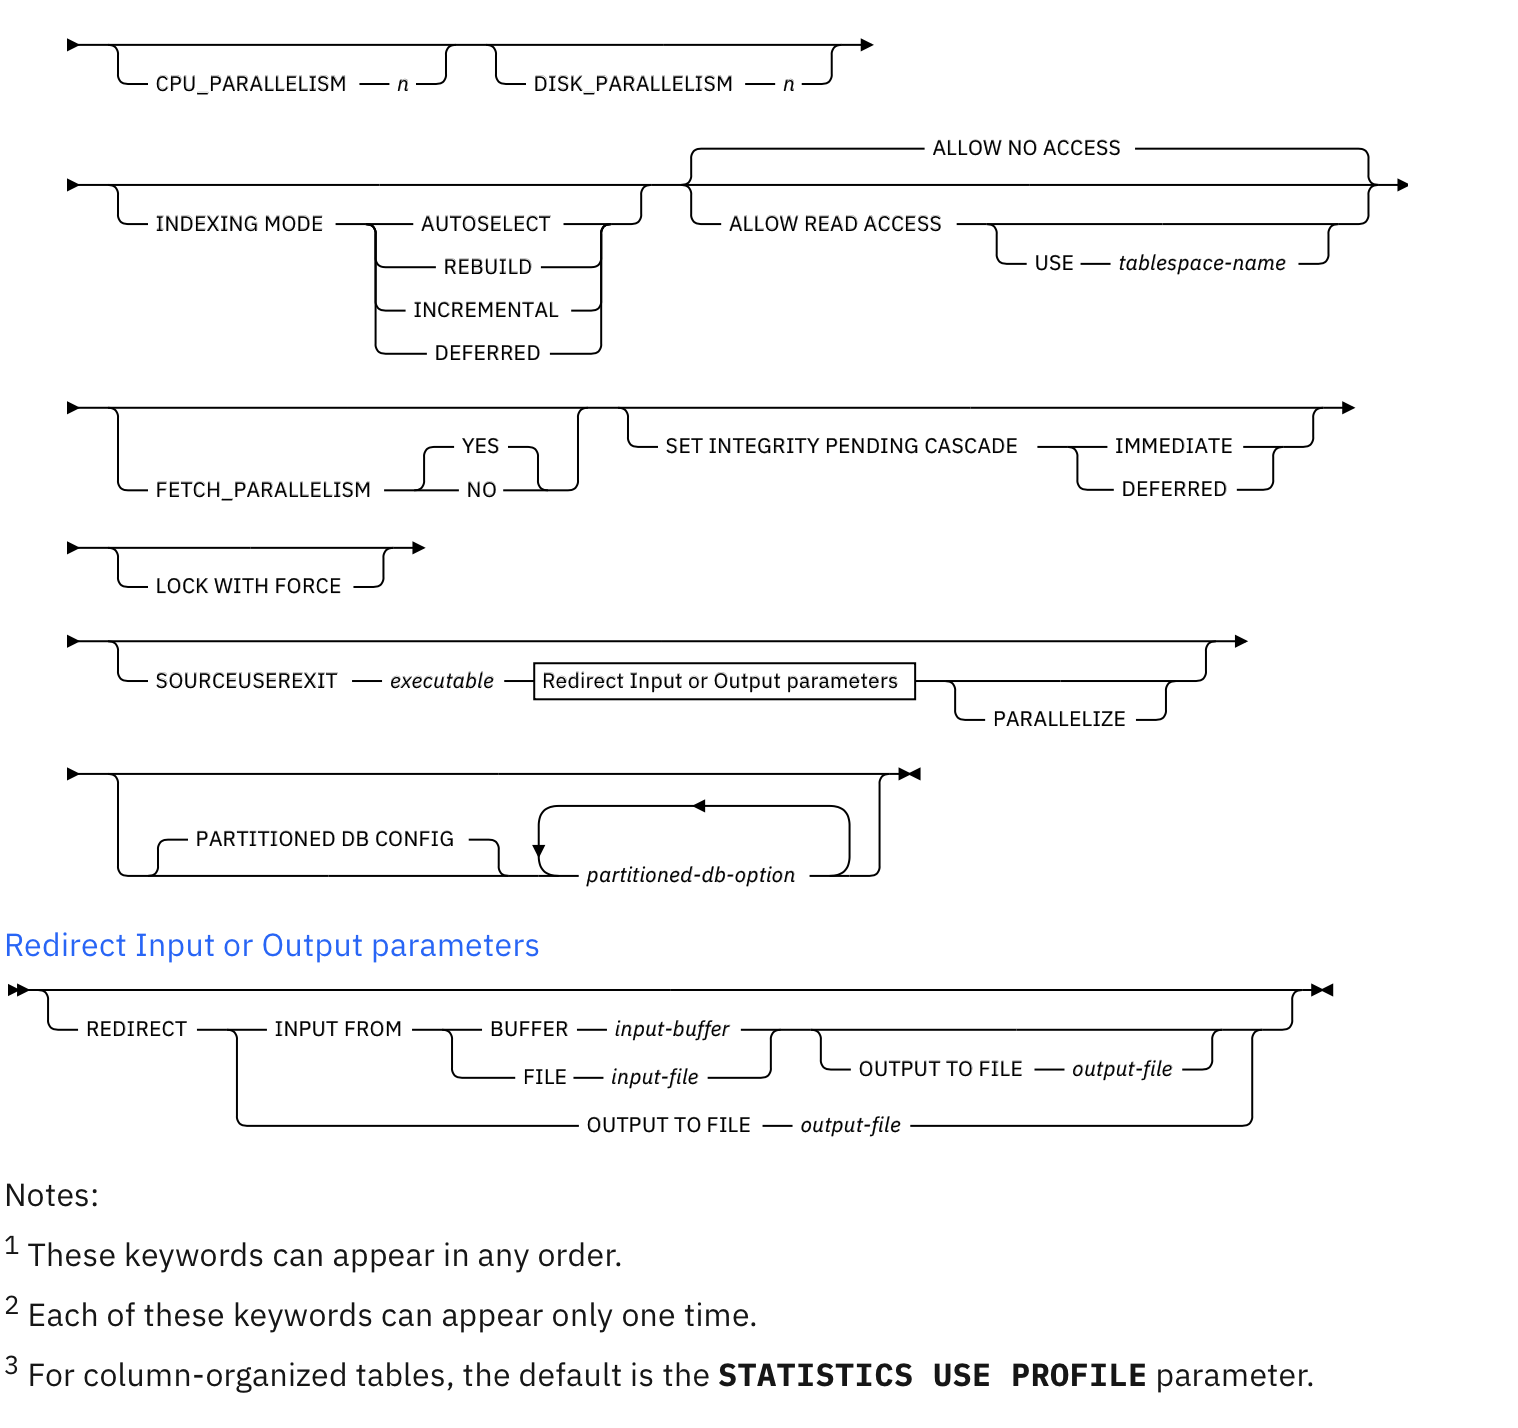 CPU_PARALLELISM n DISK_PARALLELISM n
ALLOW NO ACCESS
INDEXING MODE AUTOSELECT ALLOW READ ACCESS
REBUILD USE tablespace-name
INCREMENTAL
DEFERRED
YES SET INTEGRITY PENDING CASCADE IMMEDIATE
FETCH_PARALLELISM NO DEFERRED
LOCK WITH FORCE
SOURCEUSEREXIT executable Redirect Input or Output parameters
PARALLELIZE
PARTITIONED DB CONFIG
partitioned-db-option
Redirect Input or Output parameters
REDIRECT INPUT FROM BUFFER input-buffer
FILE input-file OUTPUT TO FILE output-file
OUTPUT TO FILE output-file
Notes:
1 These keywords can appear in any order.
2 Each of these keywords can appear only one time.
3 For column-organized tables, the default is the STATISTICS USE PROFILE parameter.